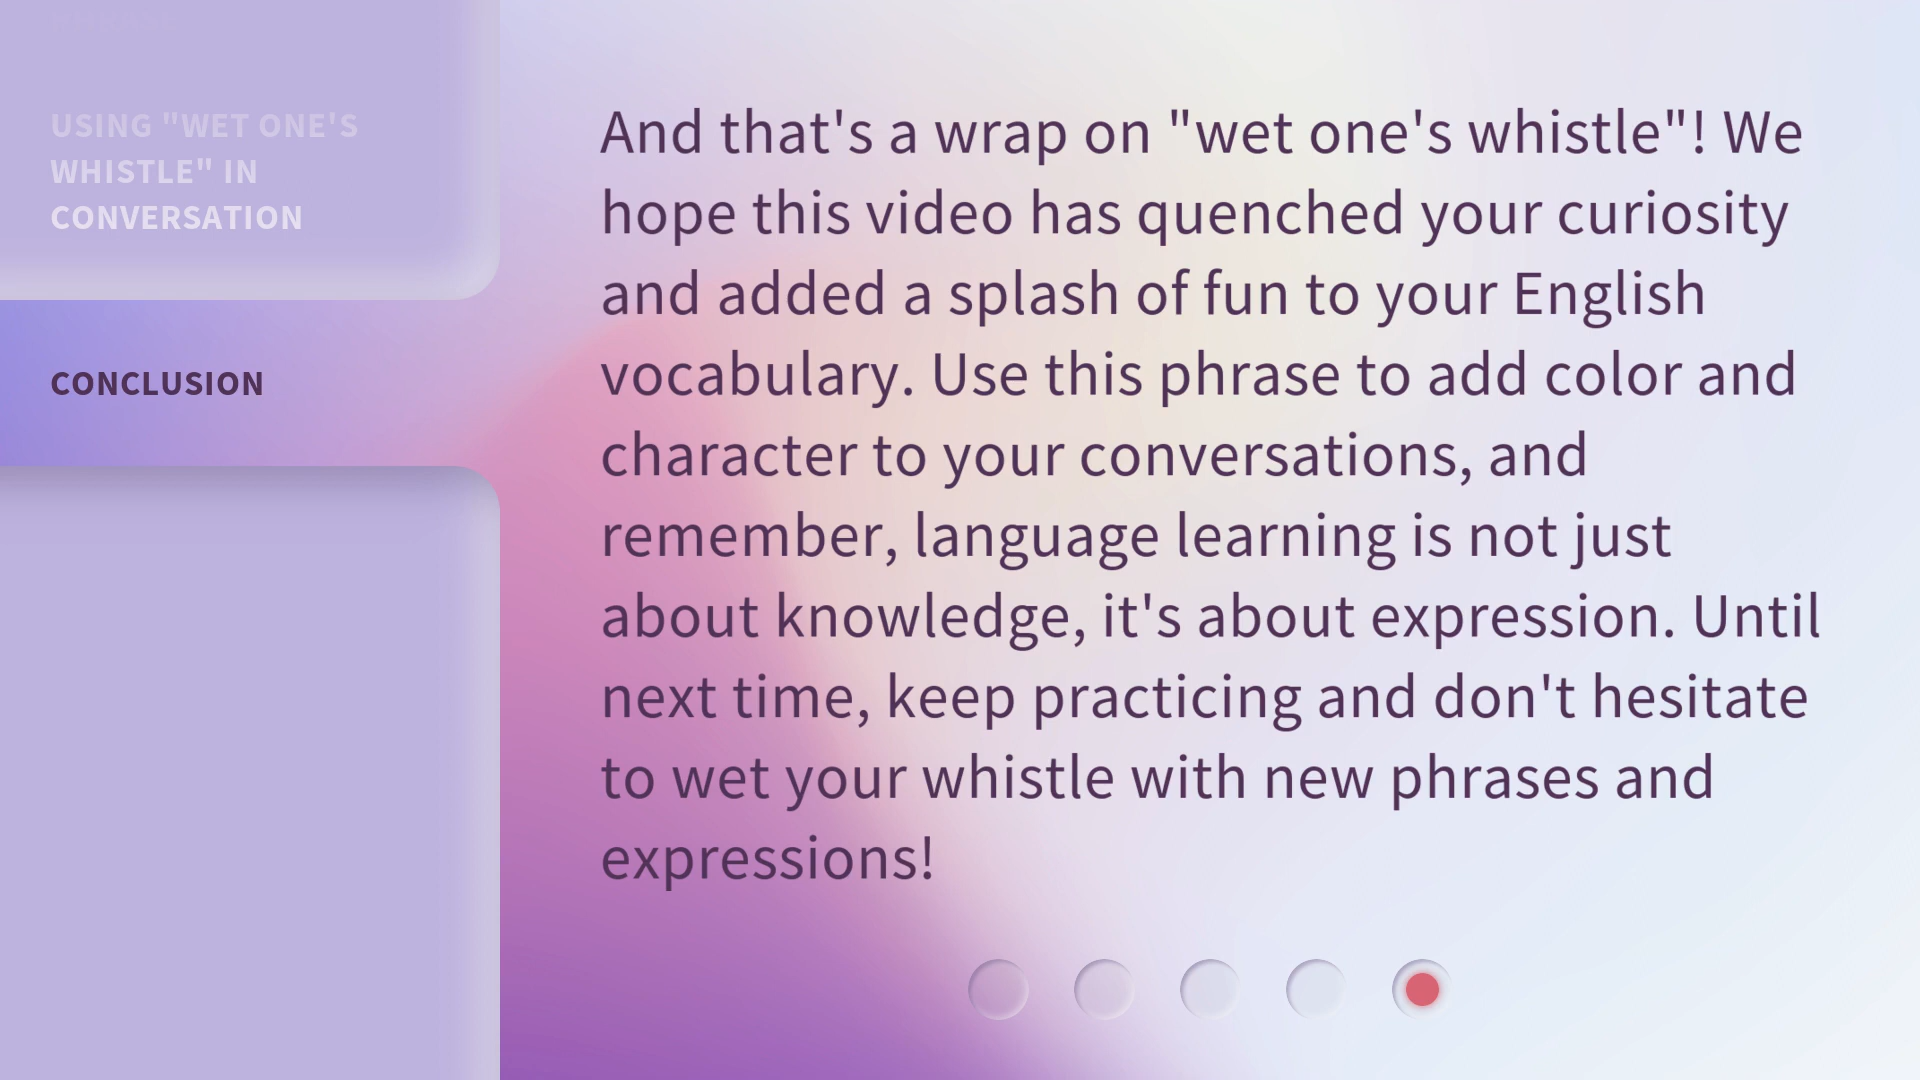 USING "WET ONE'S
WHISTLE" IN
CONVERSATION
CONCLUSION
And that's a wrap on "wet one's whistle"! We
hope this video has quenched your curiosity
and added a splash of fun to your English
vocabulary. Use this phrase to add color and
character to your conversations, and
remember, language learning is not just
about knowledge, it's about expression. Until
next time, keep practicing and don't hesitate
to wet your whistle with new phrases and
expressions!